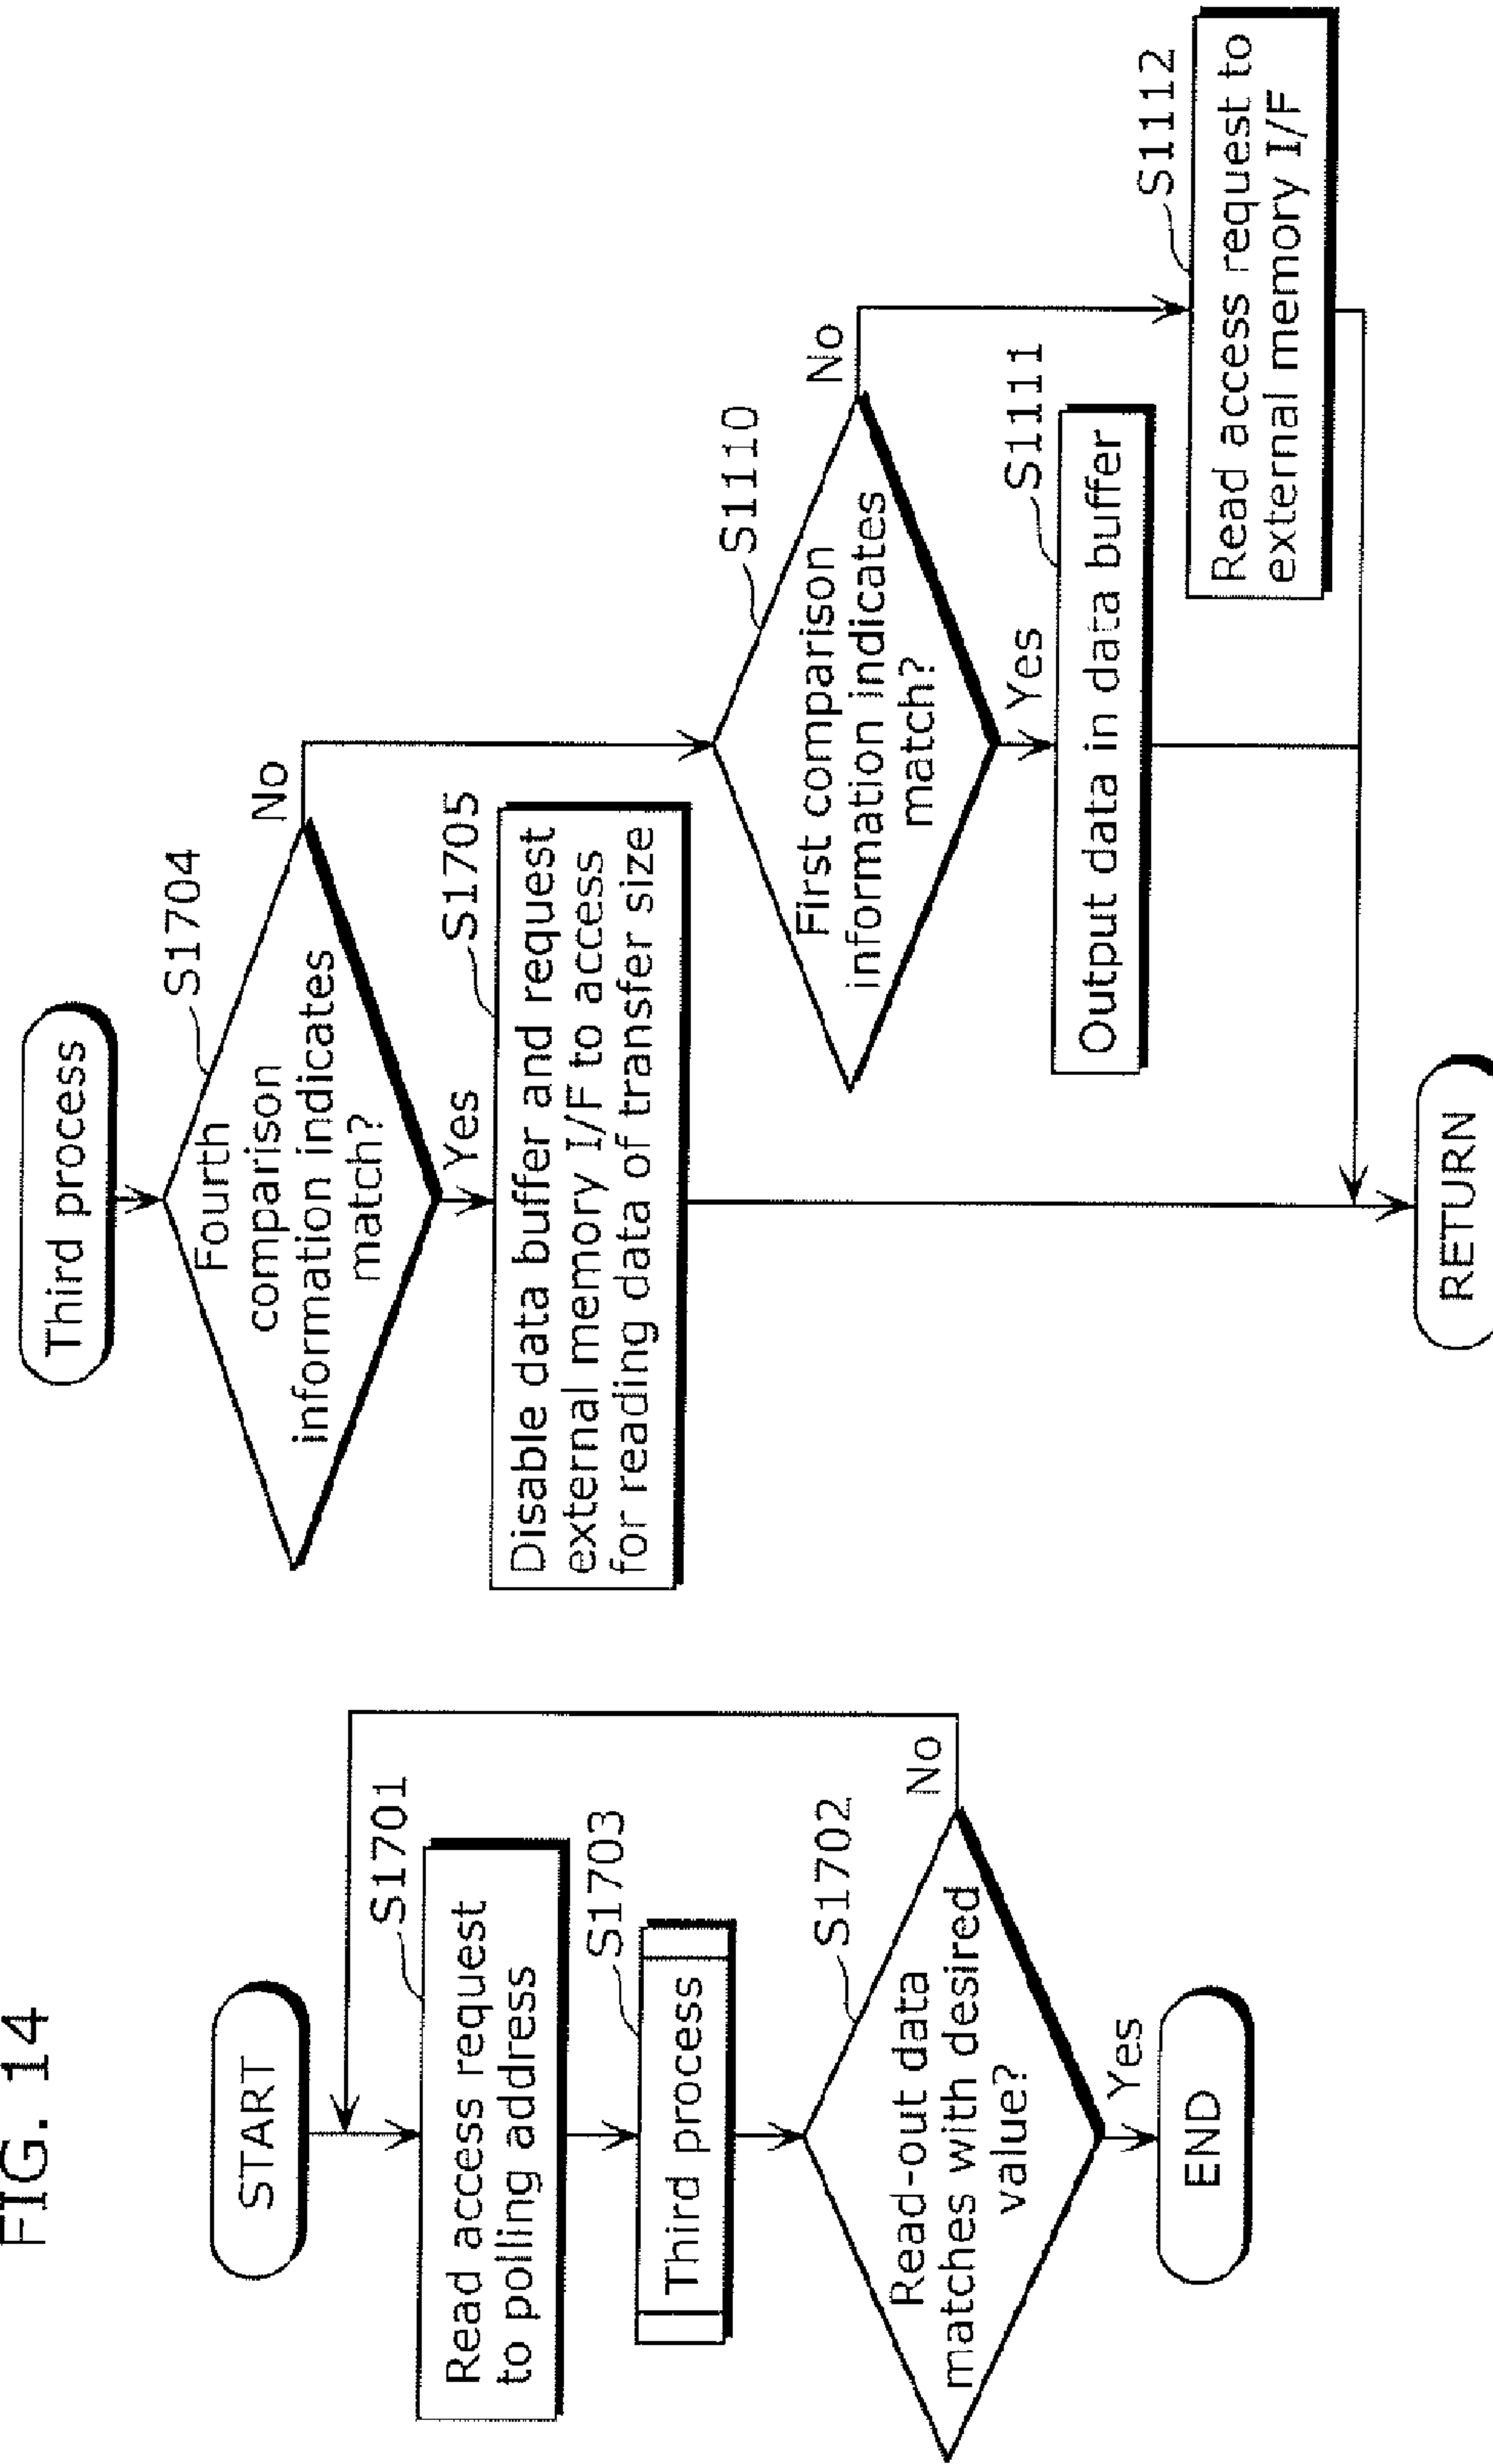 FIG. 14
START
S1701
Read access request
to polling address
S1703
Third process
S1702
Read-out data
matches with desired
value?
No
Yes
END
Third process
S1704
Fourth
comparison
information indicates
match?
No
Yes
S1705
Disable data buffer and request
external memory I/F to access
for reading data of transfer size
S1110
First comparison
information indicates
match?
No
Yes
S1111
Output data in data buffer
S1112
Read access request to
external memory I/F
RETURN